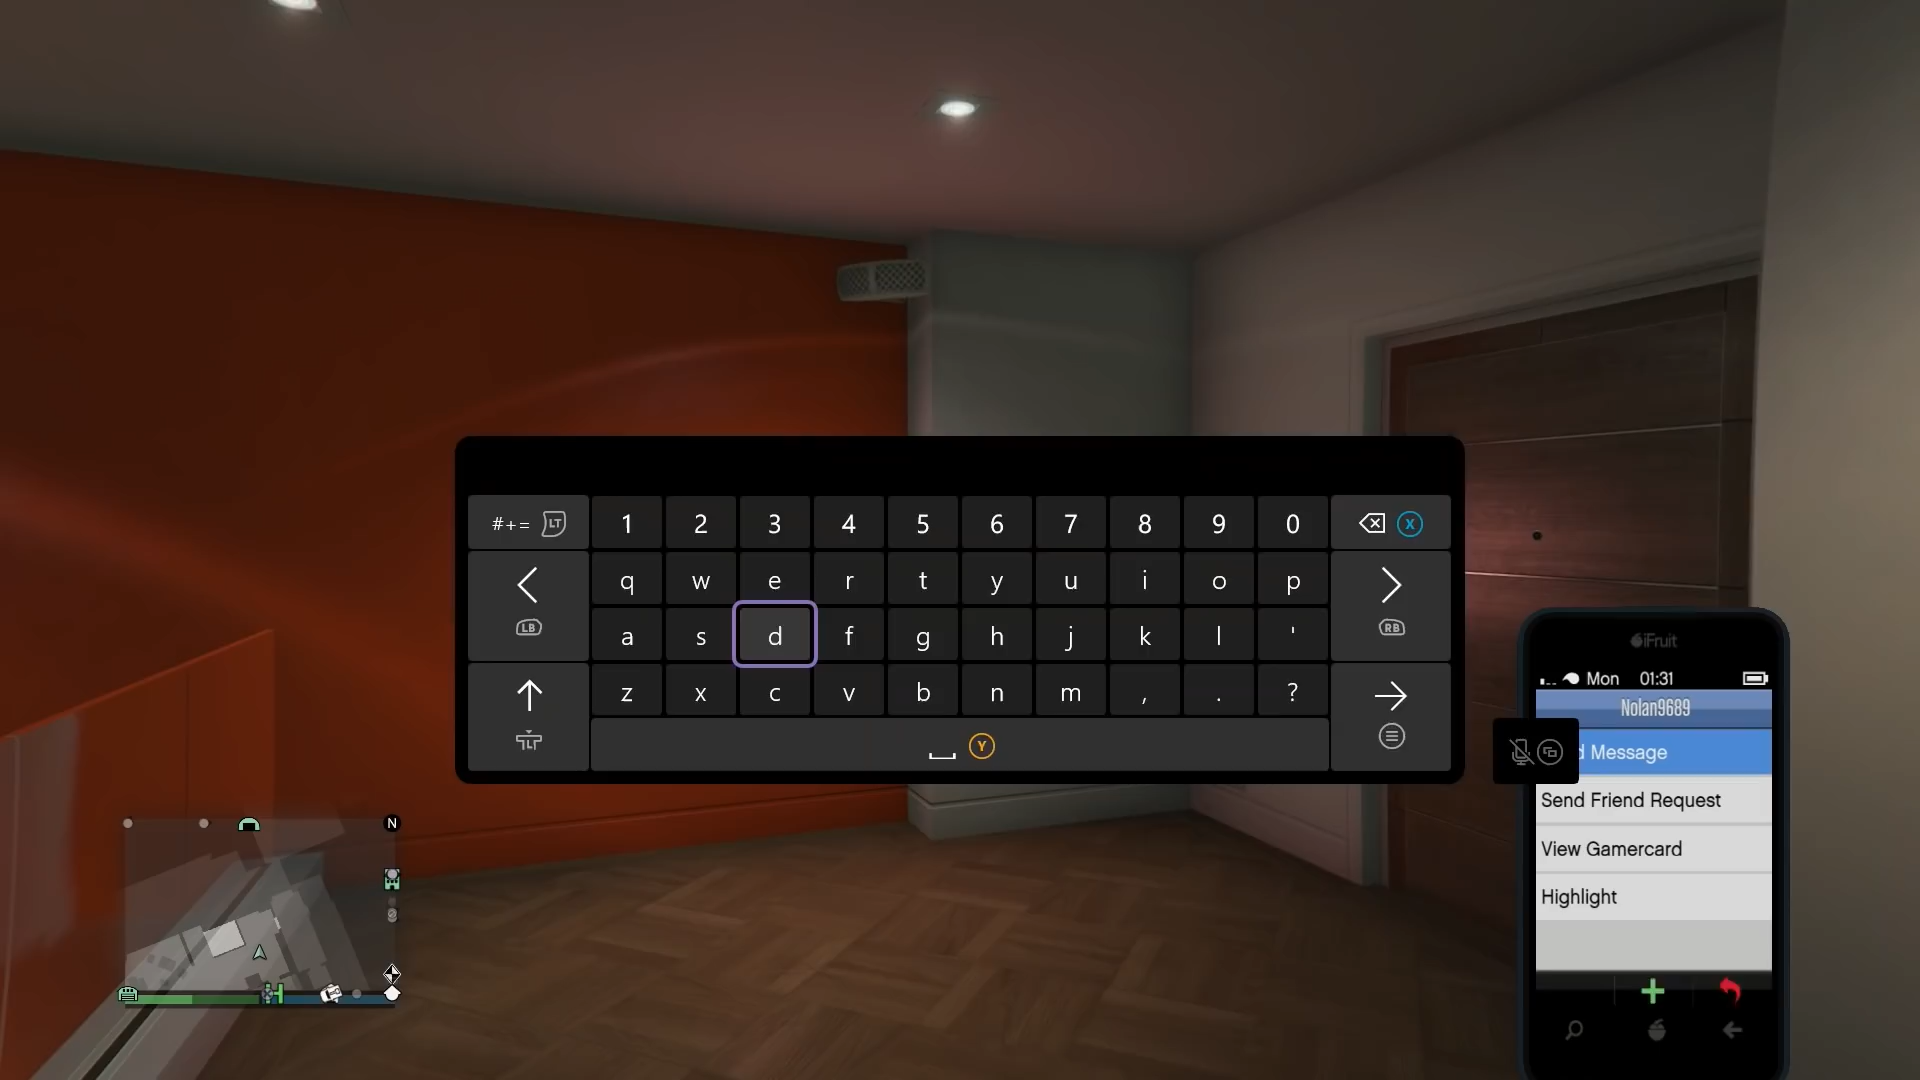 #+= LT 1 2 3 4 5 6 7 8 9 0 X
q w e r t y u i o p
LB a s d f g h j k l ' RB
z x c v b n m , . ?
Y
iFruit
Mon 01:31
Nolan9689
d Message
Send Friend Request
View Gamercard
Highlight
N